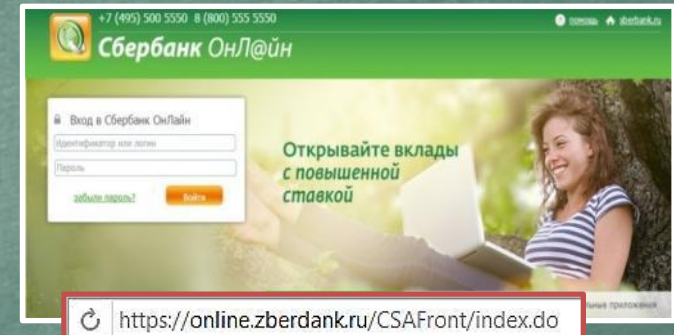 +7 (495) 500 5550 8 (800) 555 5550
помощь sberbank.ru
Сбербанк ОнЛ@йн
Вход в Сбербанк ОнЛайн
Идентификатор или логин
Пароль
забыли пароль? Войти
Открывайте вклады
с повышенной
ставкой
приложения
https://online.zberdank.ru/CSAFront/index.do